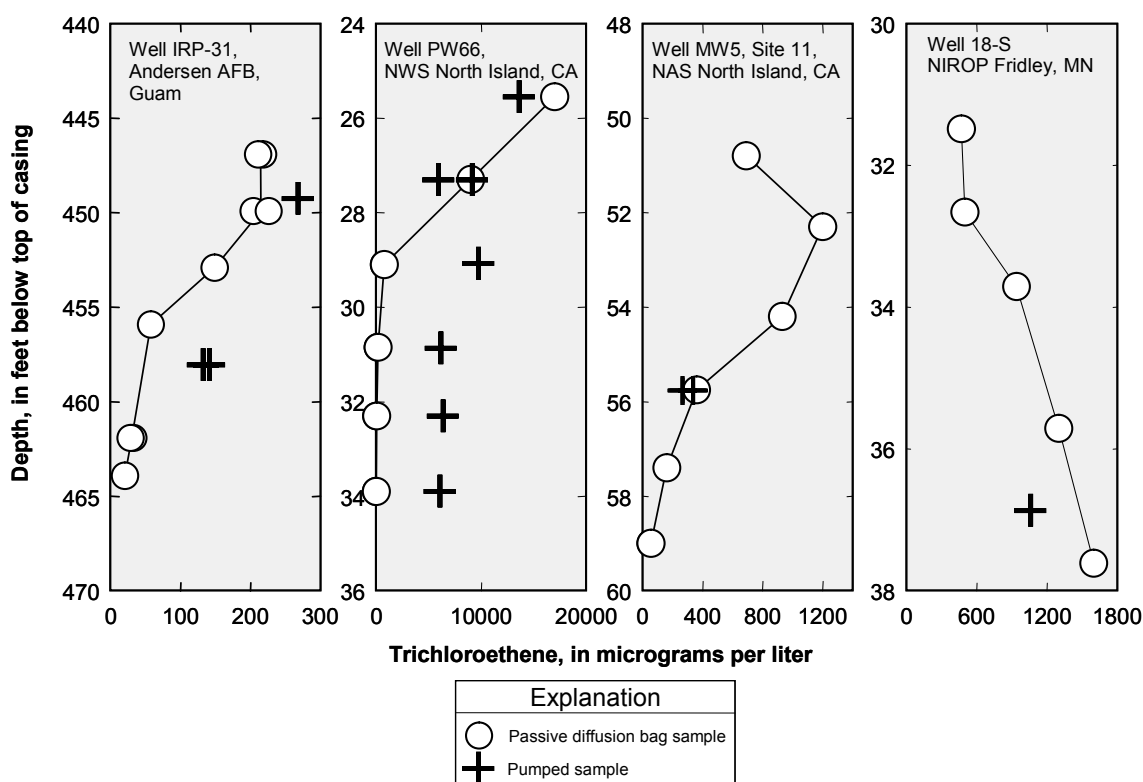 Depth, in feet below top of casing
440
445
450
455
460
465
470
Well IRP-31,
Andersen AFB,
Guam
0
100
200
300
24
26
28
30
32
34
36
Well PW66,
NWS North Island, CA
0
10000
20000
48
50
52
54
56
58
60
Well MW5, Site 11,
NAS North Island, CA
0
400
800
1200
30
32
34
36
38
Well 18-S
NIROP Fridley, MN
0
600
1200
1800
Trichloroethene, in micrograms per liter
Explanation
Passive diffusion bag sample
Pumped sample